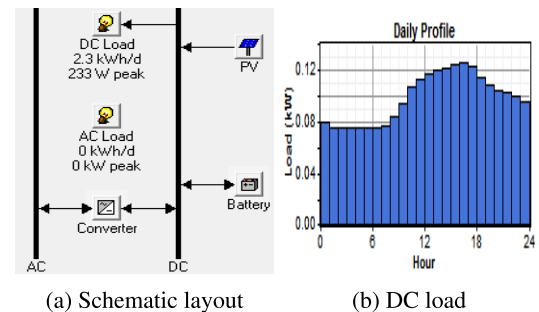 DC Load
2.3 kWh/d
233 W peak
PV
AC Load
0 kWh/d
0 kW peak
Battery
Converter
AC
DC
(a) Schematic layout
Daily Profile
Load (kW)
0.12
0.08
0.04
0.00
0 6 12 18 24
Hour
(b) DC load